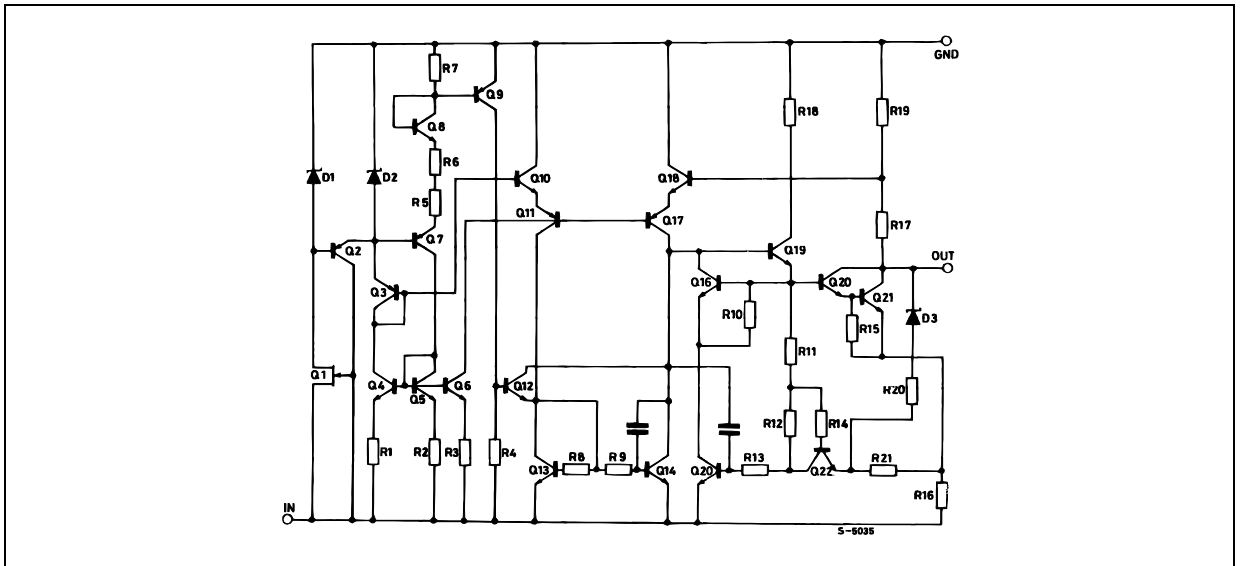 GND
R7
Q9
Q8
R18
R19
R6
D1
D2
Q10
Q18
R5
Q11
Q17
R17
Q2
Q7
Q19
OUT
Q3
Q16
Q20
Q21
R10
R15
D3
R11
Q1
Q4
Q5
Q6
Q12
R20
R12
R14
R1
R2
R3
R4
Q13
R8
R9
Q14
Q20
R13
Q22
R21
R16
IN
S-5035